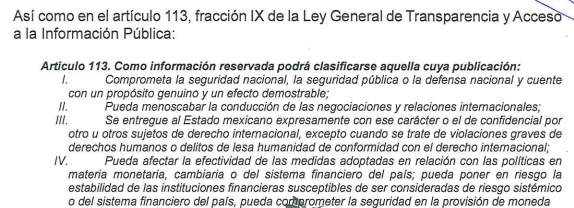 Así como en el artículo 113, fracción IX de la Ley General de Transparencia y Acceso
a la Información Pública:
Artículo 113. Como información reservada podrá clasificarse aquella cuya publicación:
I. Comprometa la seguridad nacional, la seguridad pública o la defensa nacional y cuente
con un propósito genuino y un efecto demostrable;
II. Pueda menoscabar la conducción de las negociaciones y relaciones internacionales;
III. Se entregue al Estado mexicano expresamente con ese carácter o el de confidencial por
otro u otros sujetos de derecho internacional, excepto cuando se trate de violaciones graves de
derechos humanos o delitos de lesa humanidad de conformidad con el derecho internacional;
IV. Pueda afectar la efectividad de las medidas adoptadas en relación con las políticas en
materia monetaria, cambiaria o del sistema financiero del país; pueda poner en riesgo la
estabilidad de las instituciones financieras susceptibles de ser consideradas de riesgo sistémico
o del sistema financiero del país, pueda comprometer la seguridad en la provisión de moneda